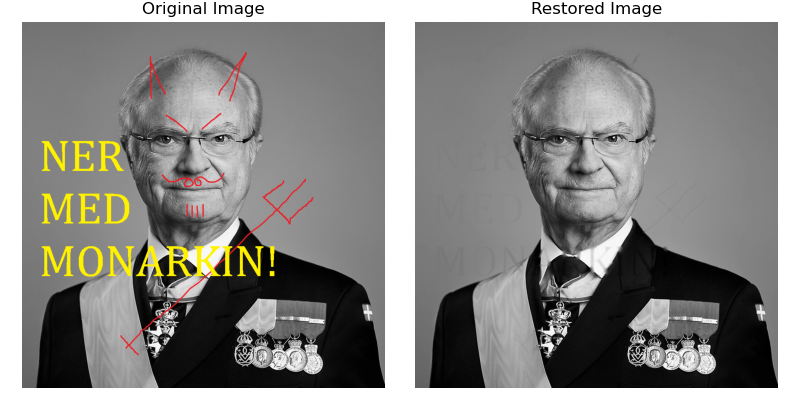 Original Image
Restored Image
NER
MED
MONARKIN!